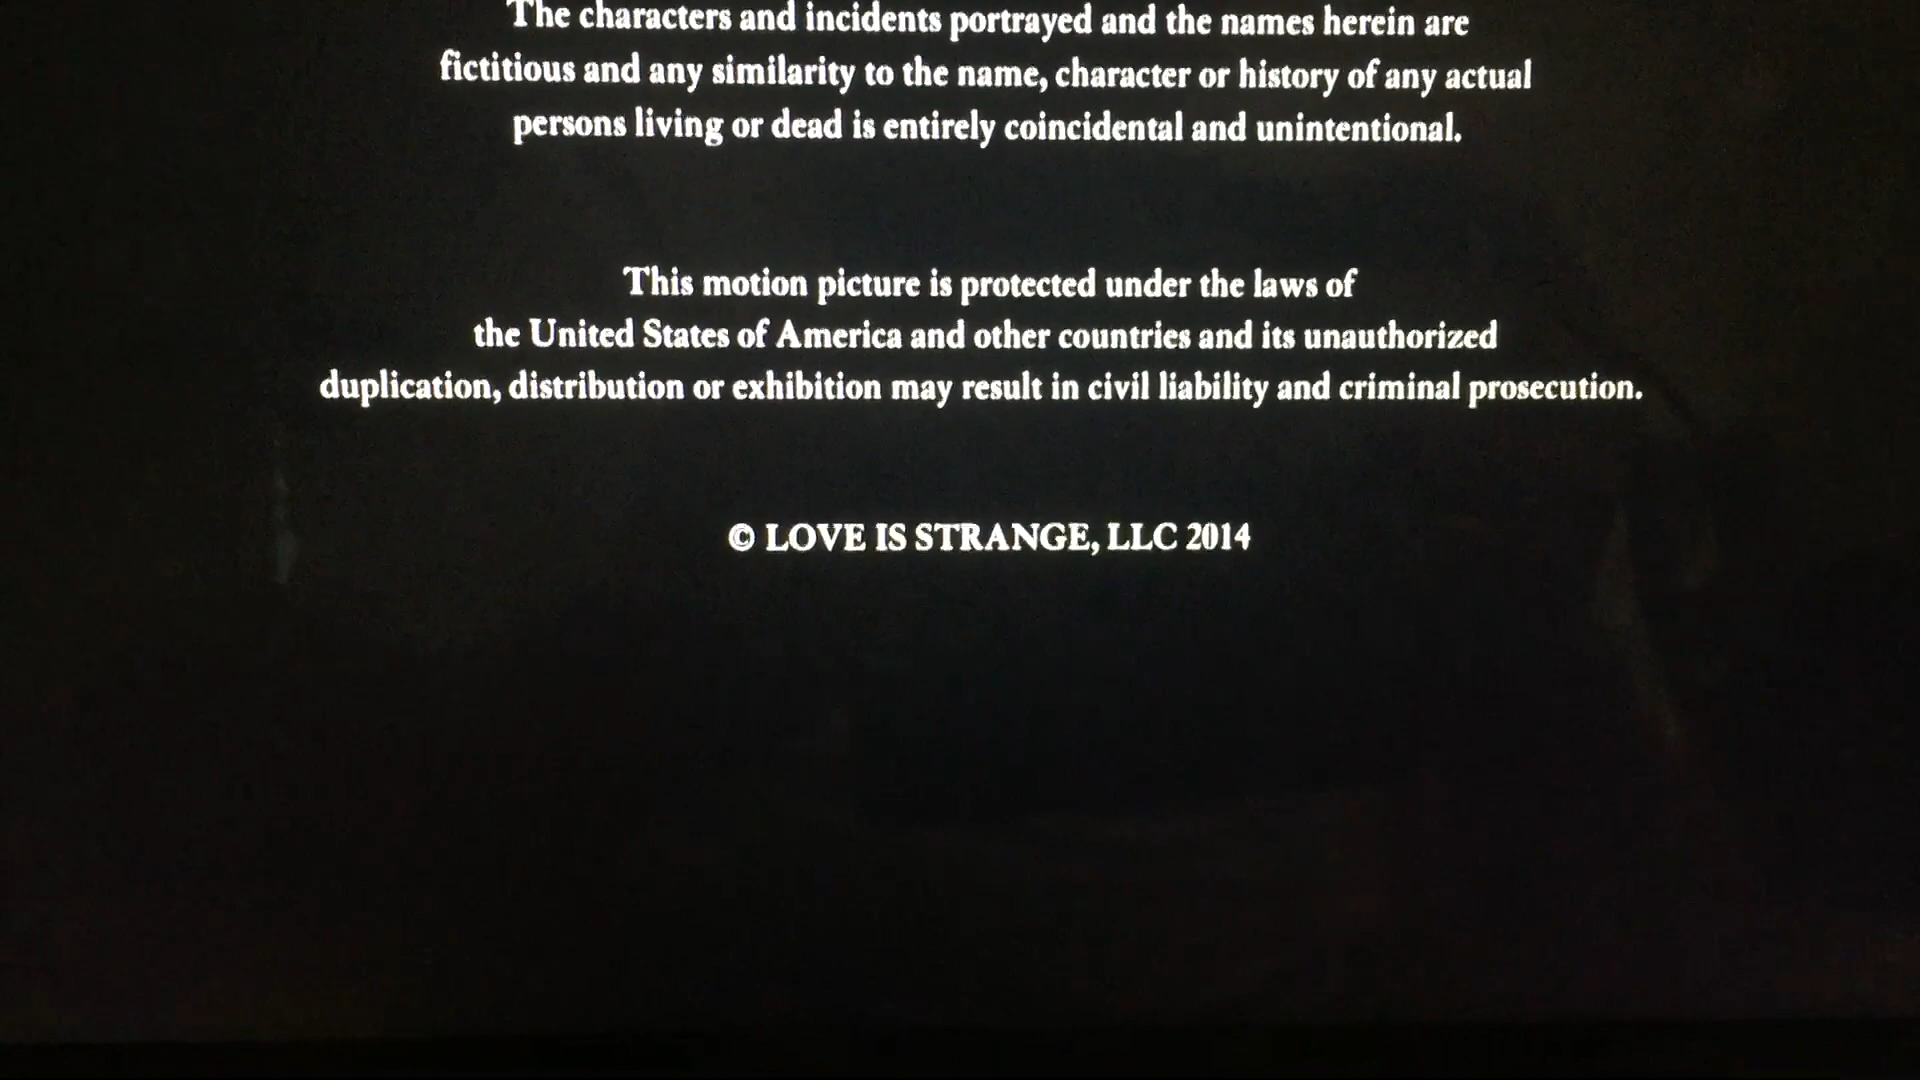 The characters and incidents portrayed and the names herein are
fictitious and any similarity to the name, character or history of any actual
persons living or dead is entirely coincidental and unintentional.
This motion picture is protected under the laws of
the United States of America and other countries and its unauthorized
duplication, distribution or exhibition may result in civil liability and criminal prosecution.
© LOVE IS STRANGE, LLC 2014